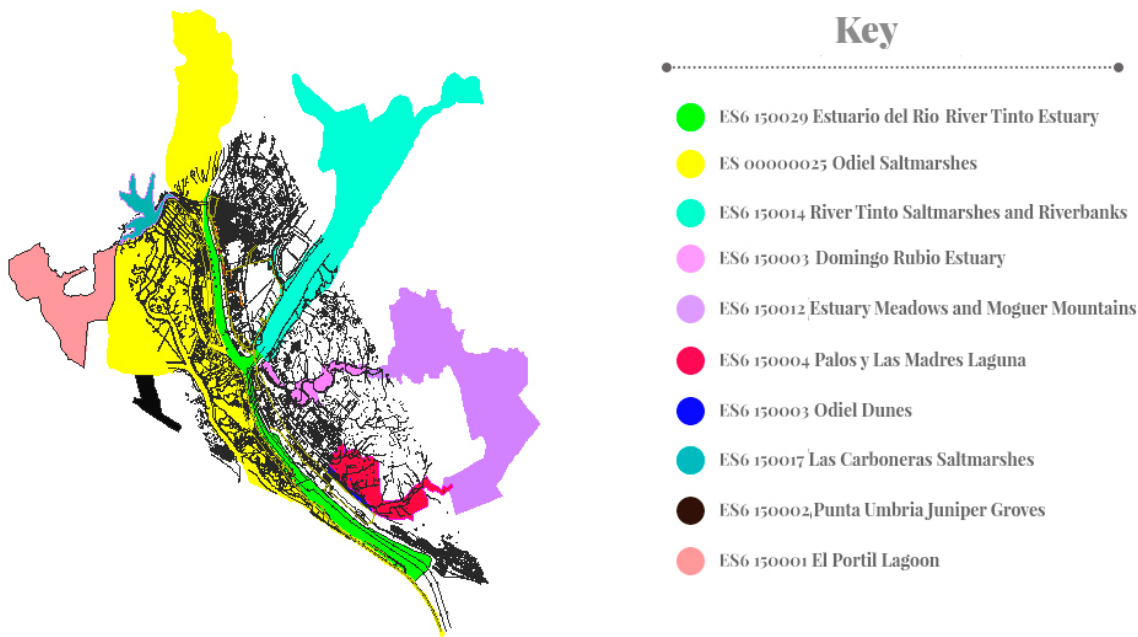 Key
ES6 150029 Estuario del Rio River Tinto Estuary
ES 00000025 Odiel Saltmarshes
ES6 150014 River Tinto Saltmarshes and Riverbanks
ES6 150003 Domingo Rubio Estuary
ES6 150012 Estuary Meadows and Moguer Mountains
ES6 150004 Palos y Las Madres Laguna
ES6 150003 Odiel Dunes
ES6 150017 Las Carboneras Saltmarshes
ES6 150002, Punta Umbria Juniper Groves
ES6 150001 El Portil Lagoon